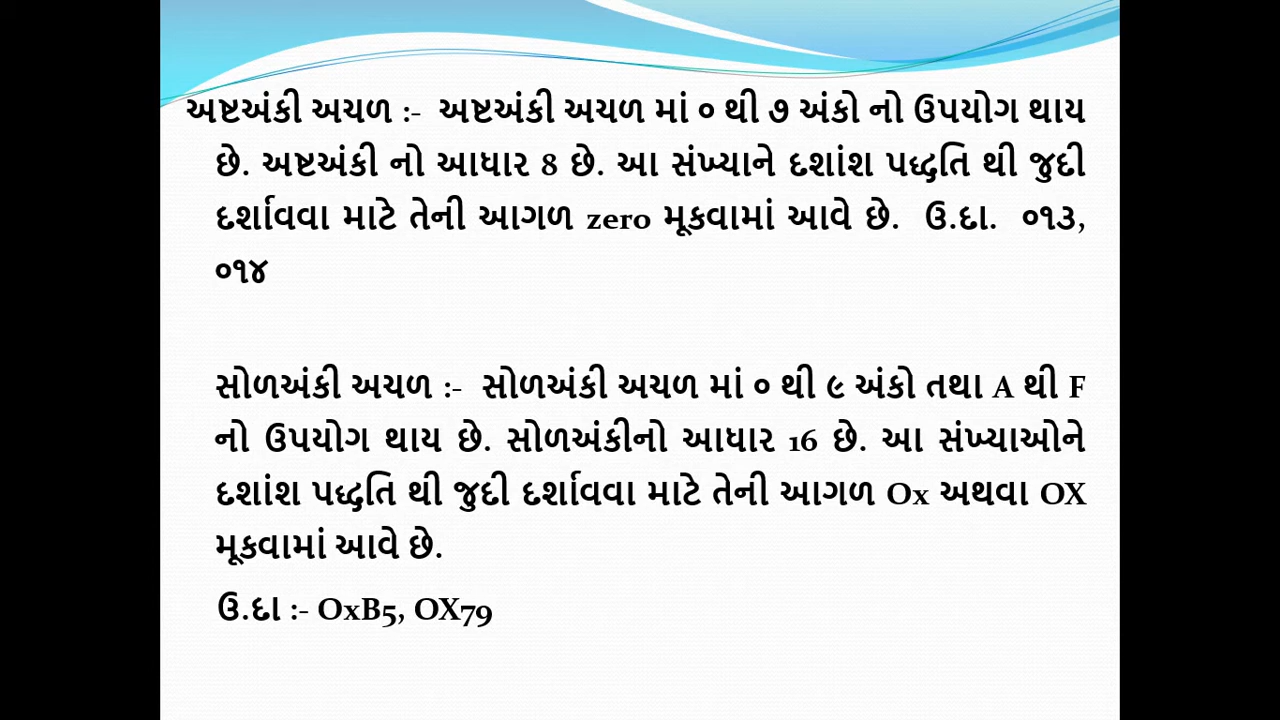 અષ્ટઅંકી અચળ :- અષ્ટઅંકી અચળ માં ૦ થી ૭ અંકો નો ઉપયોગ થાય
છે. અષ્ટઅંકી નો આધાર 8 છે. આ સંખ્યાને દશાંશ પદ્ધતિ થી જુદી
દર્શાવવા માટે તેની આગળ zero મૂકવામાં આવે છે. ઉ.દા. ૦૧૩,
૦૧૪
સોળઅંકી અચળ :- સોળઅંકી અચળ માં ૦ થી ૯ અંકો તથા A થી F
નો ઉપયોગ થાય છે. સોળઅંકીનો આધાર 16 છે. આ સંખ્યાઓને
દશાંશ પદ્ધતિ થી જુદી દર્શાવવા માટે તેની આગળ Ox અથવા OX
મૂકવામાં આવે છે.
ઉ.દા :- OxB5, OX79